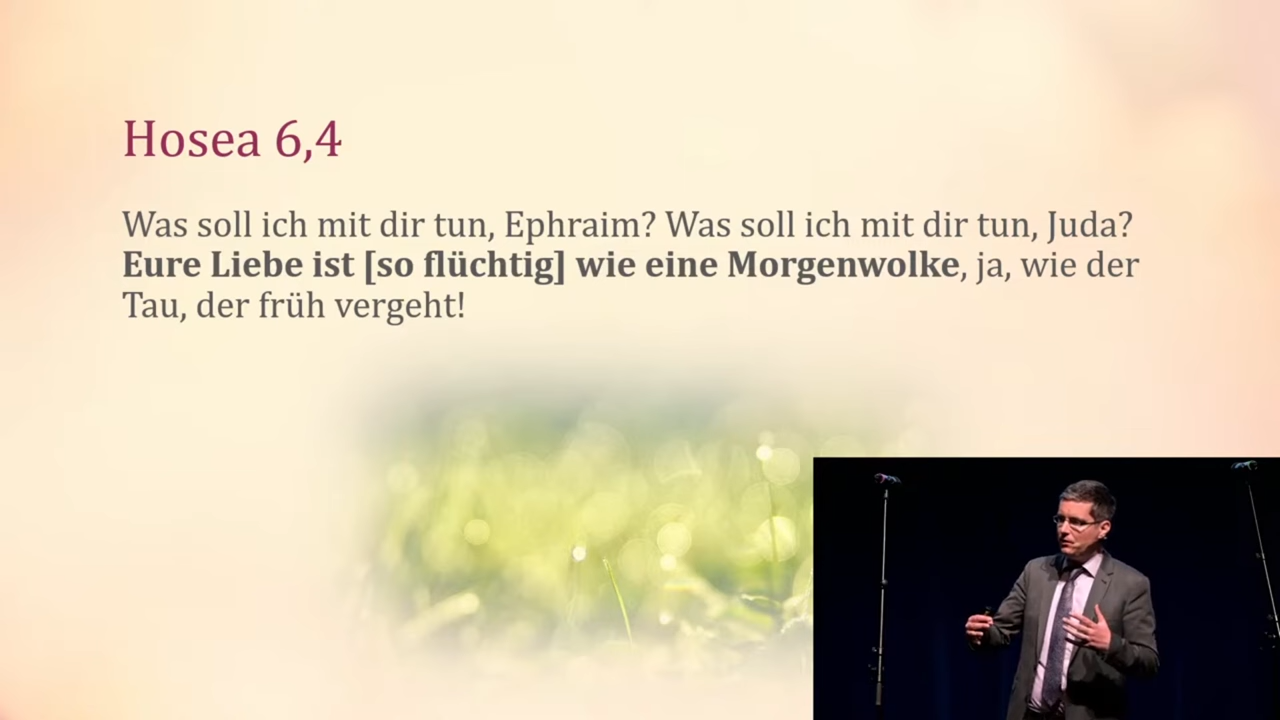 Hosea 6,4
Was soll ich mit dir tun, Ephraim? Was soll ich mit dir tun, Juda?
Eure Liebe ist [so flüchtig] wie eine Morgenwolke, ja, wie der
Tau, der früh vergeht!